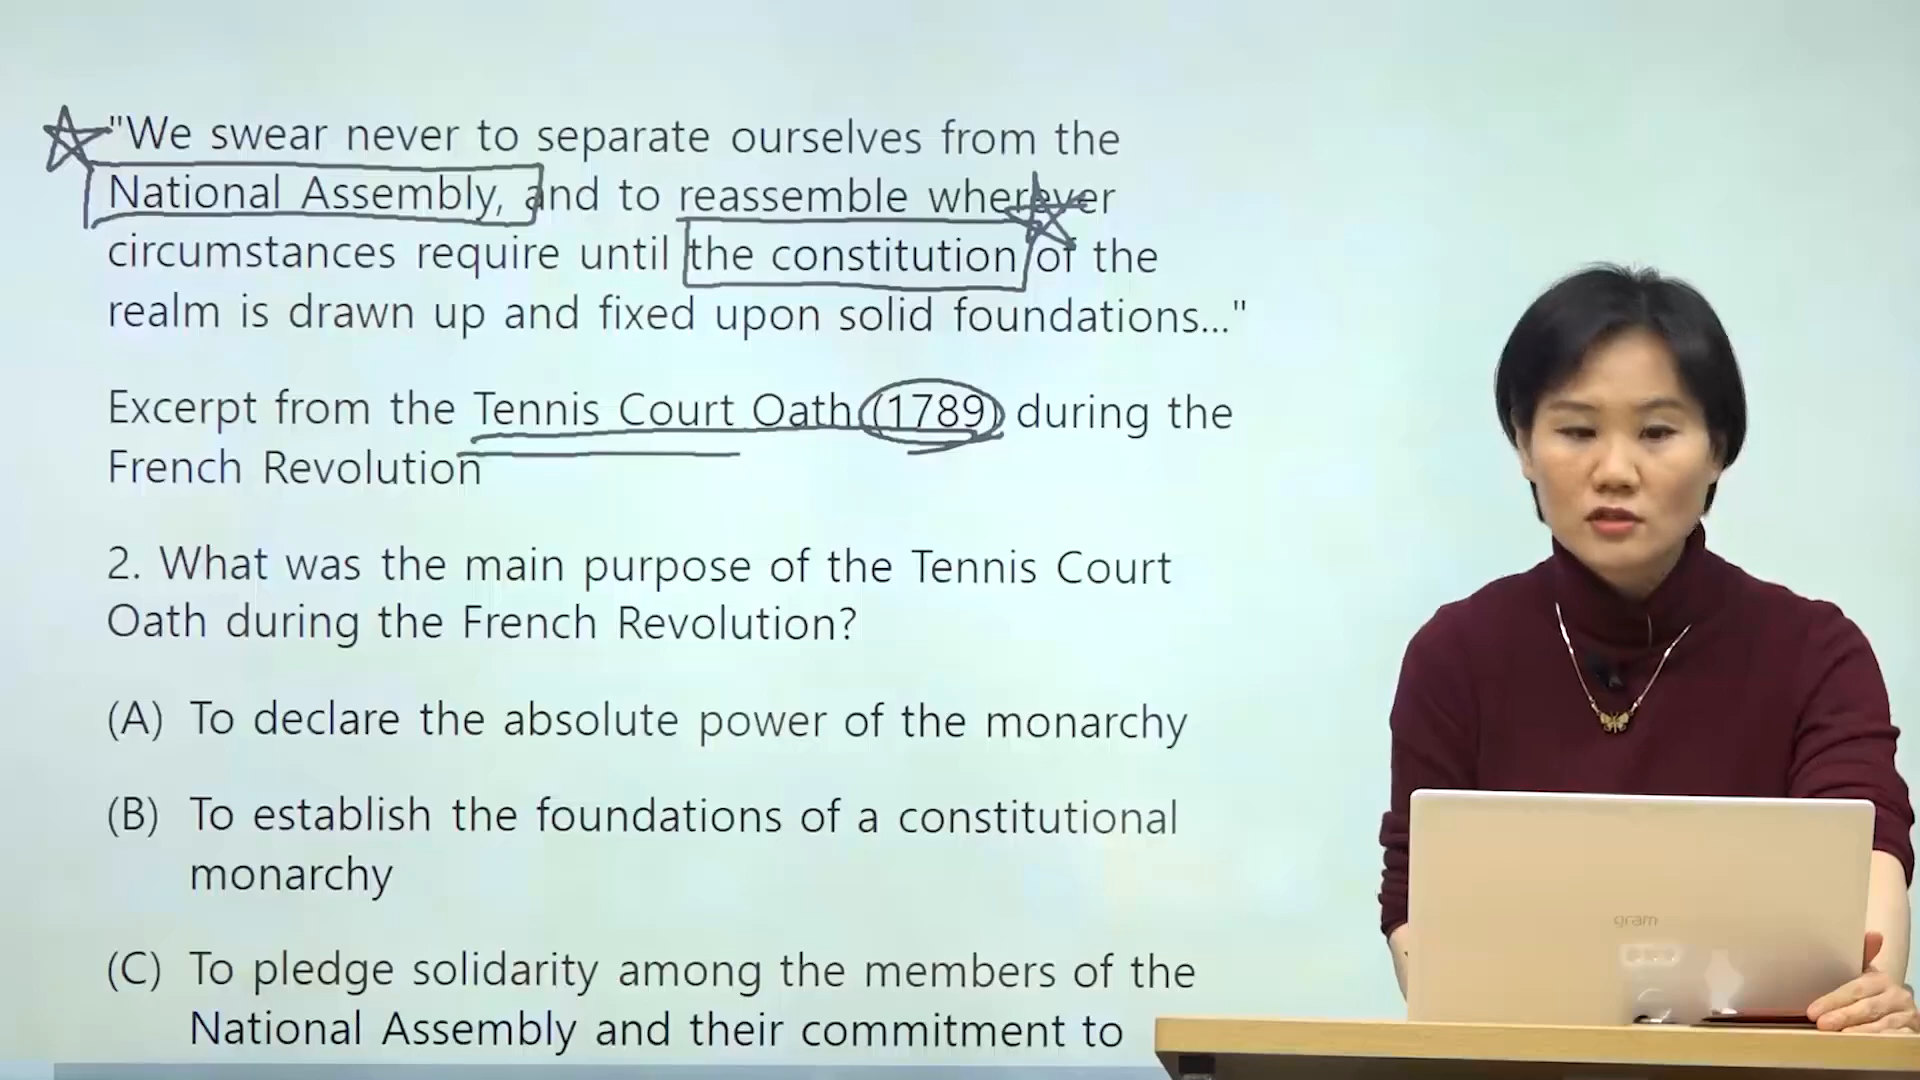 "We swear never to separate ourselves from the
National Assembly, and to reassemble wherever
circumstances require until the constitution of the
realm is drawn up and fixed upon solid foundations..."
Excerpt from the Tennis Court Oath (1789) during the
French Revolution
2. What was the main purpose of the Tennis Court
Oath during the French Revolution?
(A) To declare the absolute power of the monarchy
(B) To establish the foundations of a constitutional
monarchy
(C) To pledge solidarity among the members of the
National Assembly and their commitment to
gram